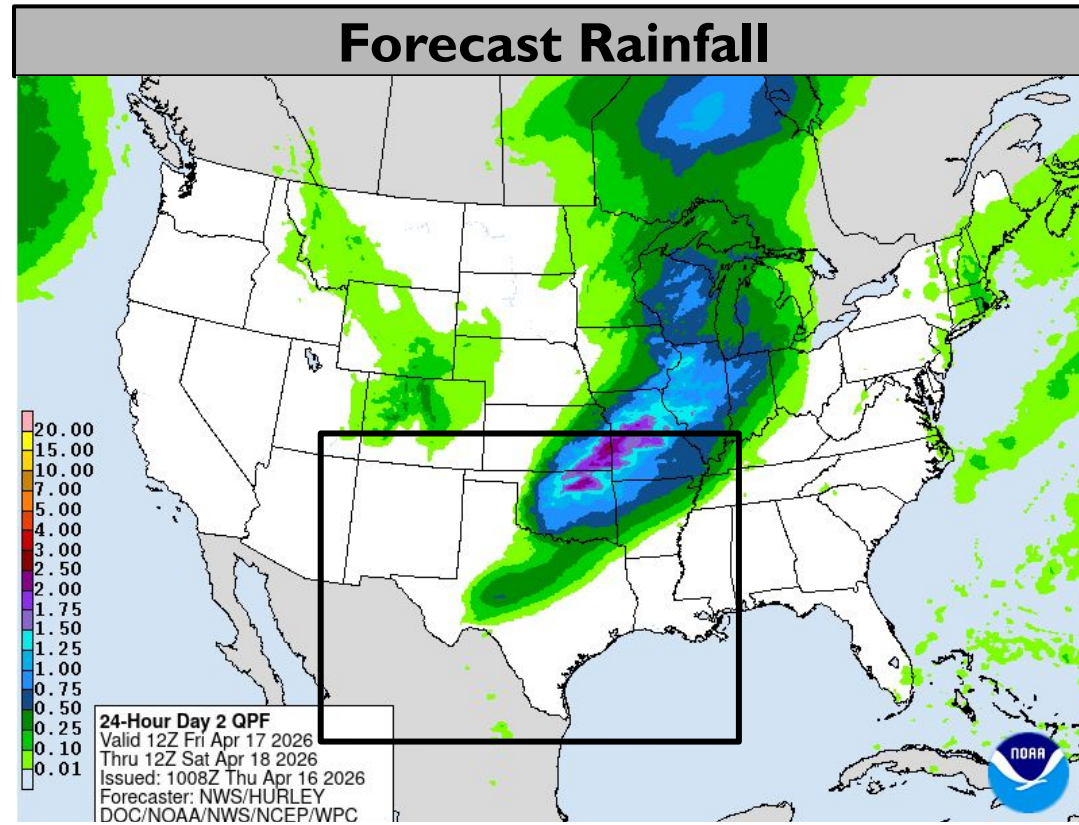 Forecast Rainfall
20.00
15.00
10.00
7.00
5.00
4.00
3.00
2.50
2.00
1.75
1.50
1.25
1.00
0.75
0.50
0.25
0.10
0.01
24-Hour Day 2 QPF
Valid 12Z Fri Apr 17 2026
Thru 12Z Sat Apr 18 2026
Issued: 1008Z Thu Apr 16 2026
Forecaster: NWS/HURLEY
DOC/NOAA/NWS/NCEP/WPC
NOAA